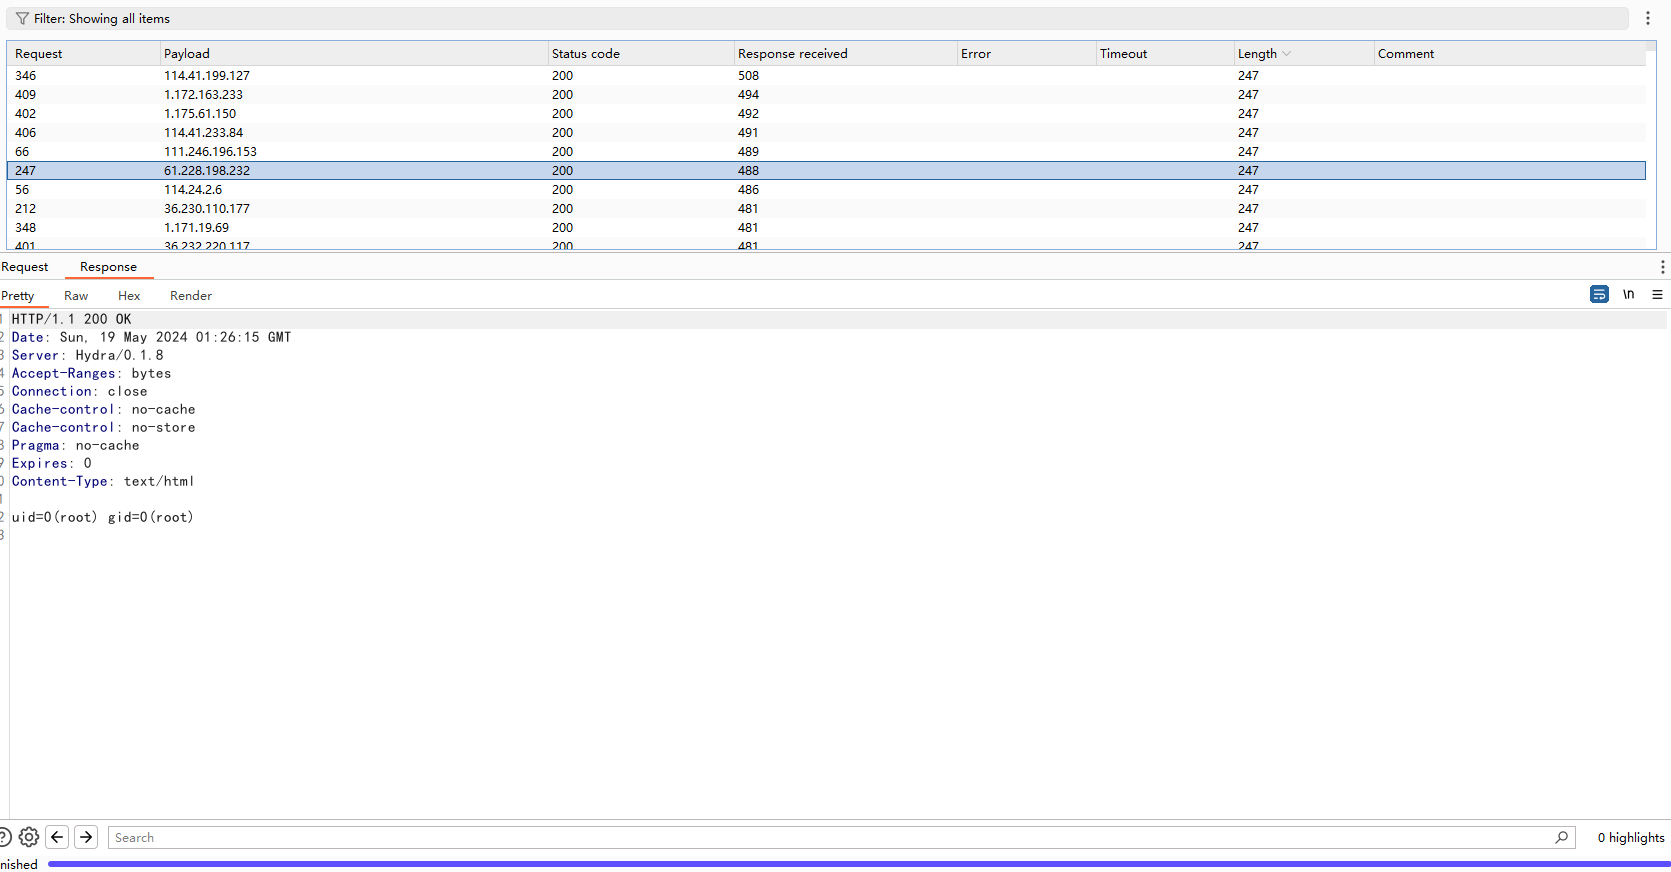 Filter: Showing all items
Request Payload Status code Response received Error Timeout Length Comment
346 114.41.199.127 200 508 247
409 1.172.163.233 200 494 247
402 1.175.61.150 200 492 247
406 114.41.233.84 200 491 247
66 111.246.196.153 200 489 247
247 61.228.198.232 200 488 247
56 114.24.2.6 200 486 247
212 36.230.110.177 200 481 247
348 1.171.19.69 200 481 247
401 36.232.220.117 200 481 247
Request Response
Pretty Raw Hex Render \n
HTTP/1.1 200 OK
2 Date: Sun, 19 May 2024 01:26:15 GMT
3 Server: Hydra/0.1.8
4 Accept-Ranges: bytes
5 Connection: close
6 Cache-control: no-cache
7 Cache-control: no-store
8 Pragma: no-cache
9 Expires: 0
0 Content-Type: text/html
2 uid=0(root) gid=0(root)
3
Search 0 highlights
nished